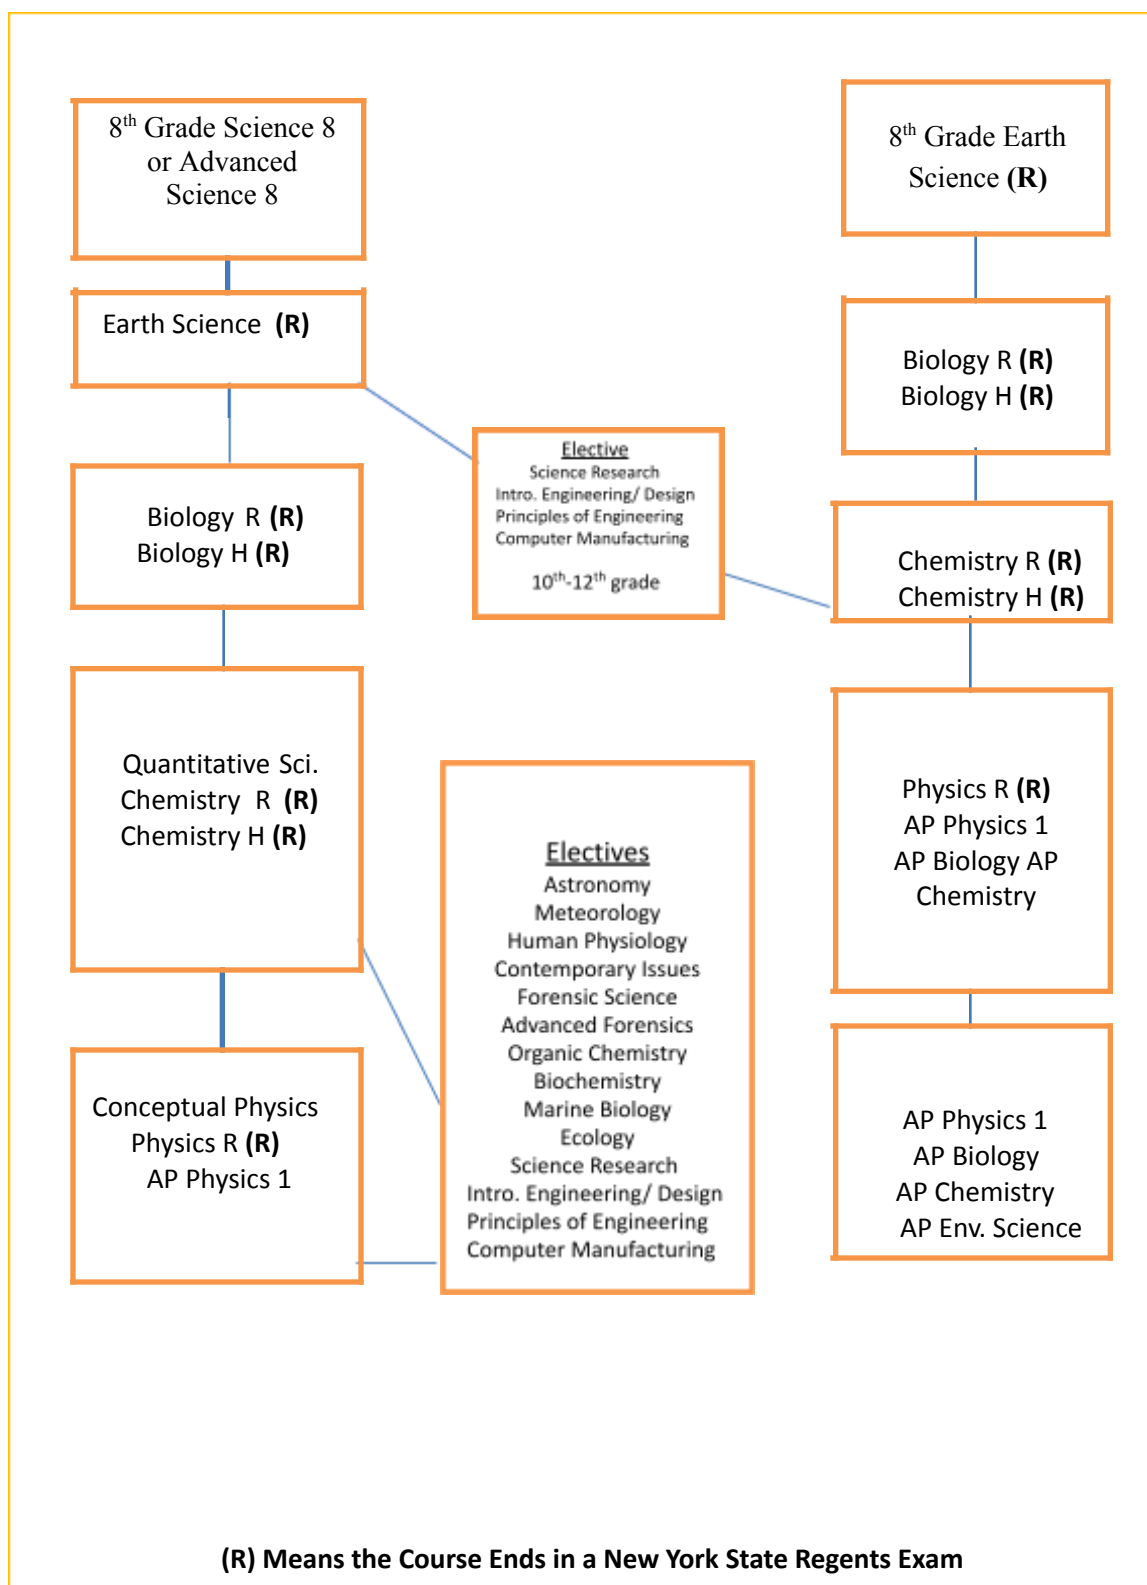 8th Grade Science 8
or Advanced
Science 8
Earth Science (R)
Biology R (R)
Biology H (R)
Quantitative Sci.
Chemistry R (R)
Chemistry H (R)
Conceptual Physics
Physics R (R)
AP Physics 1
Elective
Science Research
Intro. Engineering/ Design
Principles of Engineering
Computer Manufacturing
10th-12th grade
Electives
Astronomy
Meteorology
Human Physiology
Contemporary Issues
Forensic Science
Advanced Forensics
Organic Chemistry
Biochemistry
Marine Biology
Ecology
Science Research
Intro. Engineering/ Design
Principles of Engineering
Computer Manufacturing
8th Grade Earth
Science (R)
Biology R (R)
Biology H (R)
Chemistry R (R)
Chemistry H (R)
Physics R (R)
AP Physics 1
AP Biology AP
Chemistry
AP Physics 1
AP Biology
AP Chemistry
AP Env. Science
(R) Means the Course Ends in a New York State Regents Exam